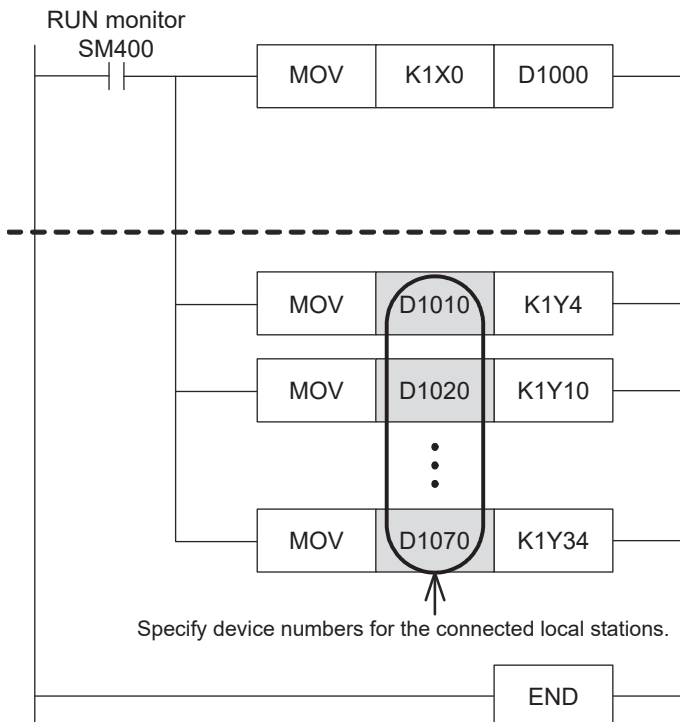 RUN monitor
SM400
MOV K1X0 D1000
MOV D1010 K1Y4
MOV D1020 K1Y10
MOV D1070 K1Y34
Specify device numbers for the connected local stations.
END